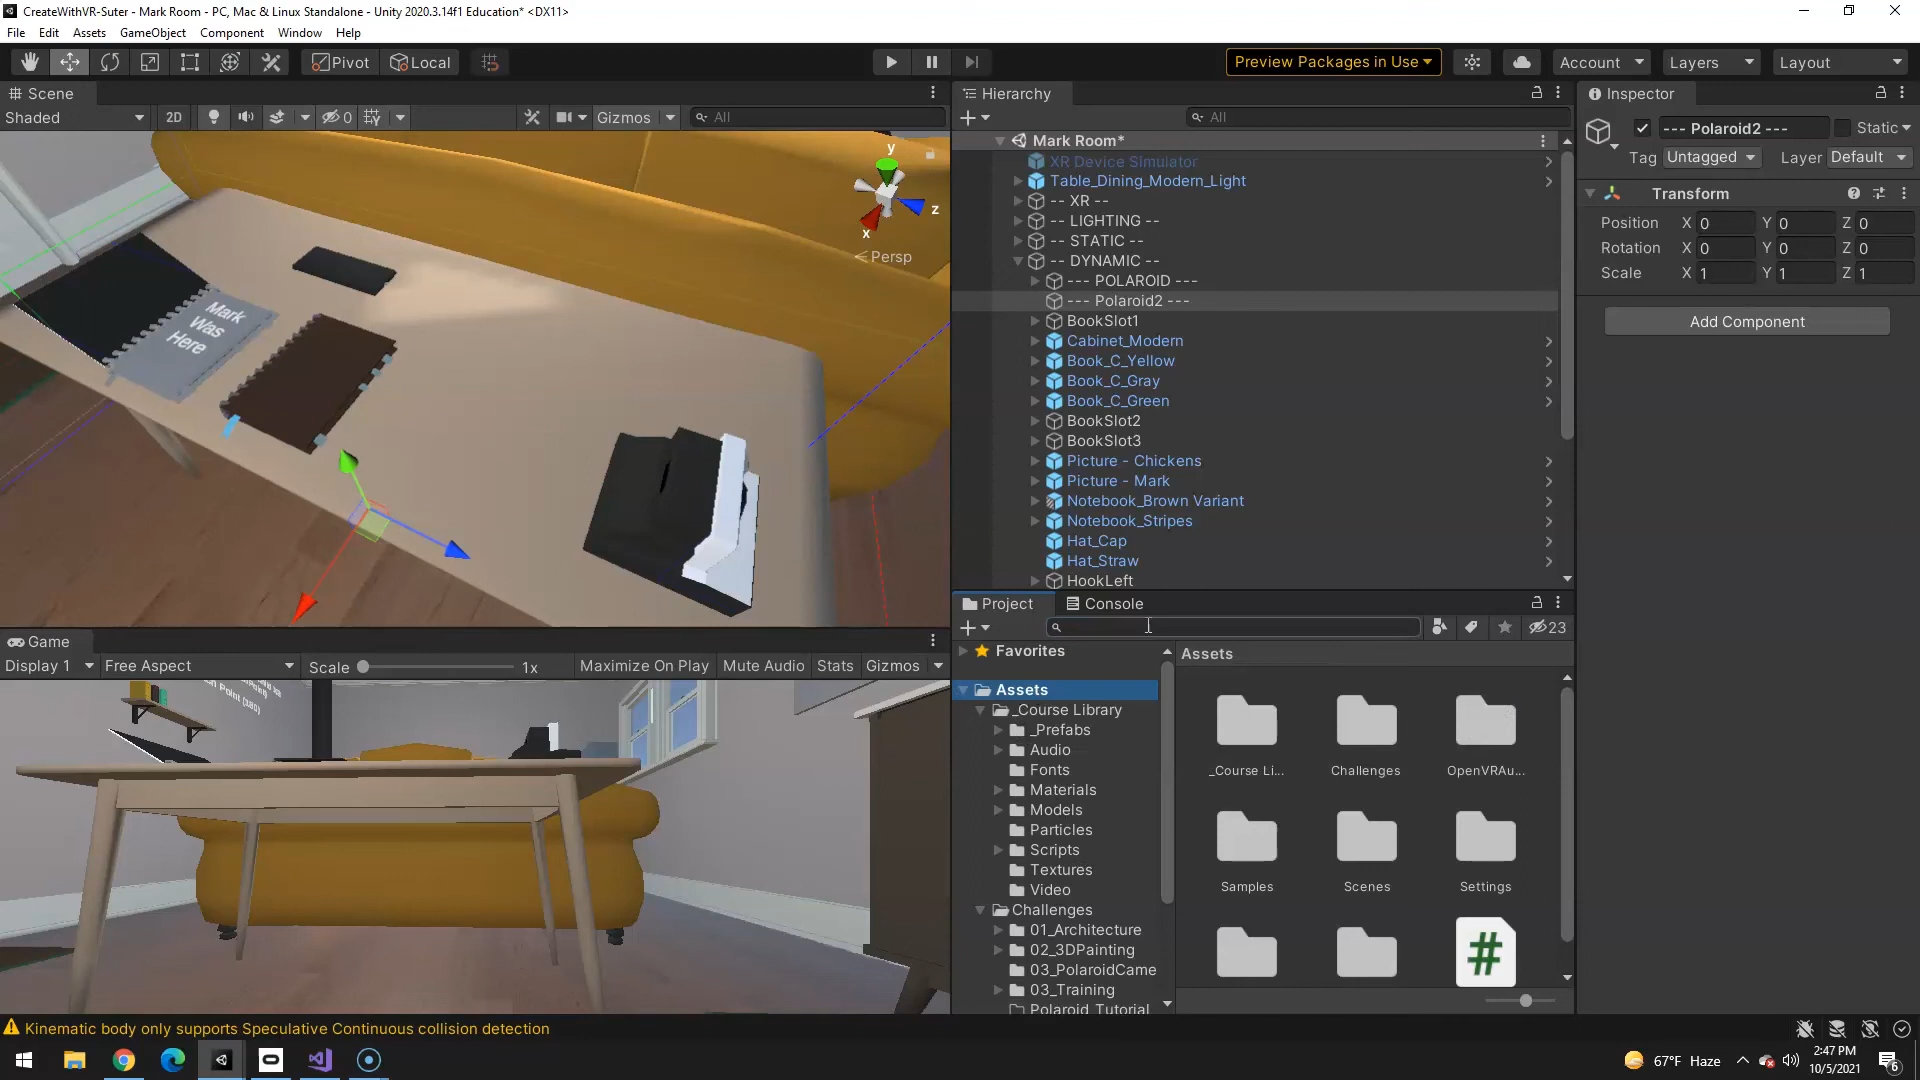 CreateWithVR-Suter - Mark Room - PC, Mac & Linux Standalone - Unity 2020.3.14f1 Education* <DX11>
File Edit Assets GameObject Component Window Help
Pivot Local Preview Packages in Use Account Layers Layout
Scene
Shaded 2D 0 Gizmos All
y
z
x
Persp
Mark
Was
Here
Game
Display 1 Free Aspect Scale 1x Maximize On Play Mute Audio Stats Gizmos
Hierarchy
All
Mark Room*
XR Device Simulator
Table_Dining_Modern_Light
-- XR --
-- LIGHTING --
-- STATIC --
-- DYNAMIC --
--- POLAROID ---
--- Polaroid2 ---
BookSlot1
Cabinet_Modern
Book_C_Yellow
Book_C_Gray
Book_C_Green
BookSlot2
BookSlot3
Picture - Chickens
Picture - Mark
Notebook_Brown Variant
Notebook_Stripes
Hat_Cap
Hat_Straw
HookLeft
Project Console
23
Favorites
Assets
_Course Library
_Prefabs
Audio
Fonts
Materials
Models
Particles
Scripts
Textures
Video
Challenges
01_Architecture
02_3DPainting
03_PolaroidCame
03_Training
Polaroid Tutorial
Assets
_Course Li...
Challenges
OpenVRAu...
Samples
Scenes
Settings
#
Inspector
--- Polaroid2 --- Static
Tag Untagged Layer Default
Transform
Position X 0 Y 0 Z 0
Rotation X 0 Y 0 Z 0
Scale X 1 Y 1 Z 1
Add Component
Kinematic body only supports Speculative Continuous collision detection
67°F Haze
2:47 PM
10/5/2021
6